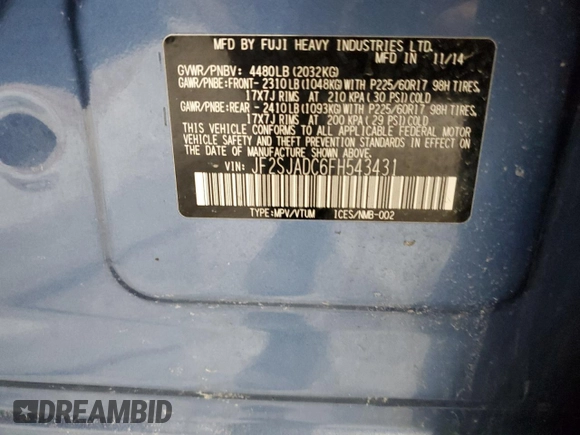 MFD BY FUJI HEAVY INDUSTRIES LTD.
MFD. IN 11/14
GVWR/PNBV: 4480LB(2032KG)
GAWR/PNBE:FRONT-2310LB(1048KG)WITH P225/60R17 98H TIRES,
17X7J RIMS AT 210 KPA(30 PSI)COLD
GAWR/PNBE:REAR -2410LB(1093KG)WITH P225/60R17 98H TIRES,
17X7J RIMS AT 200 KPA(29 PSI)COLD
THIS VEHICLE CONFORMS TO ALL APPLICABLE FEDERAL MOTOR
VEHICLE SAFETY AND THEFT PREVENTION STANDARDS IN EFFECT ON
THE DATE OF MANUFACTURE SHOWN ABOVE.
VIN: JF2SJADC6FH543431
TYPE:MPV/VTUM ICES/NMB-002
DREAMBID